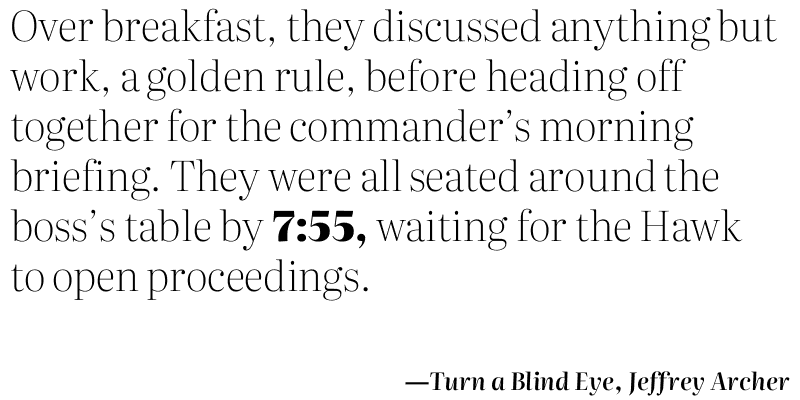 Over breakfast, they discussed anything but
work, a golden rule, before heading off
together for the commander’s morning
briefing. They were all seated around the
boss’s table by 7:55, waiting for the Hawk
to open proceedings.
—Turn a Blind Eye, Jeffrey Archer